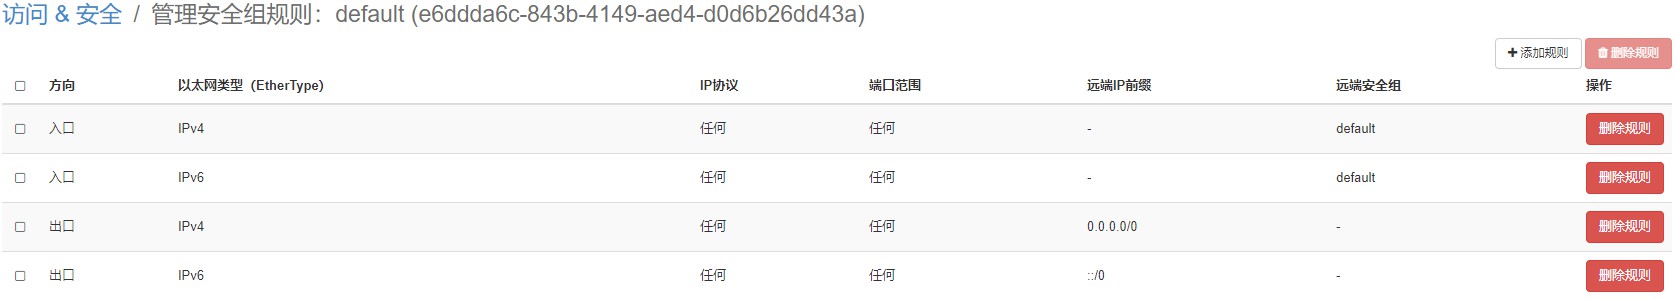 访问 & 安全 / 管理安全组规则：default (e6ddda6c-843b-4149-aed4-d0d6b26dd43a)
添加规则 删除规则
方向 以太网类型（EtherType） IP协议 端口范围 远端IP前缀 远端安全组 操作
入口 IPv4 任何 任何 - default 删除规则
入口 IPv6 任何 任何 - default 删除规则
出口 IPv4 任何 任何 0.0.0.0/0 - 删除规则
出口 IPv6 任何 任何 ::/0 - 删除规则